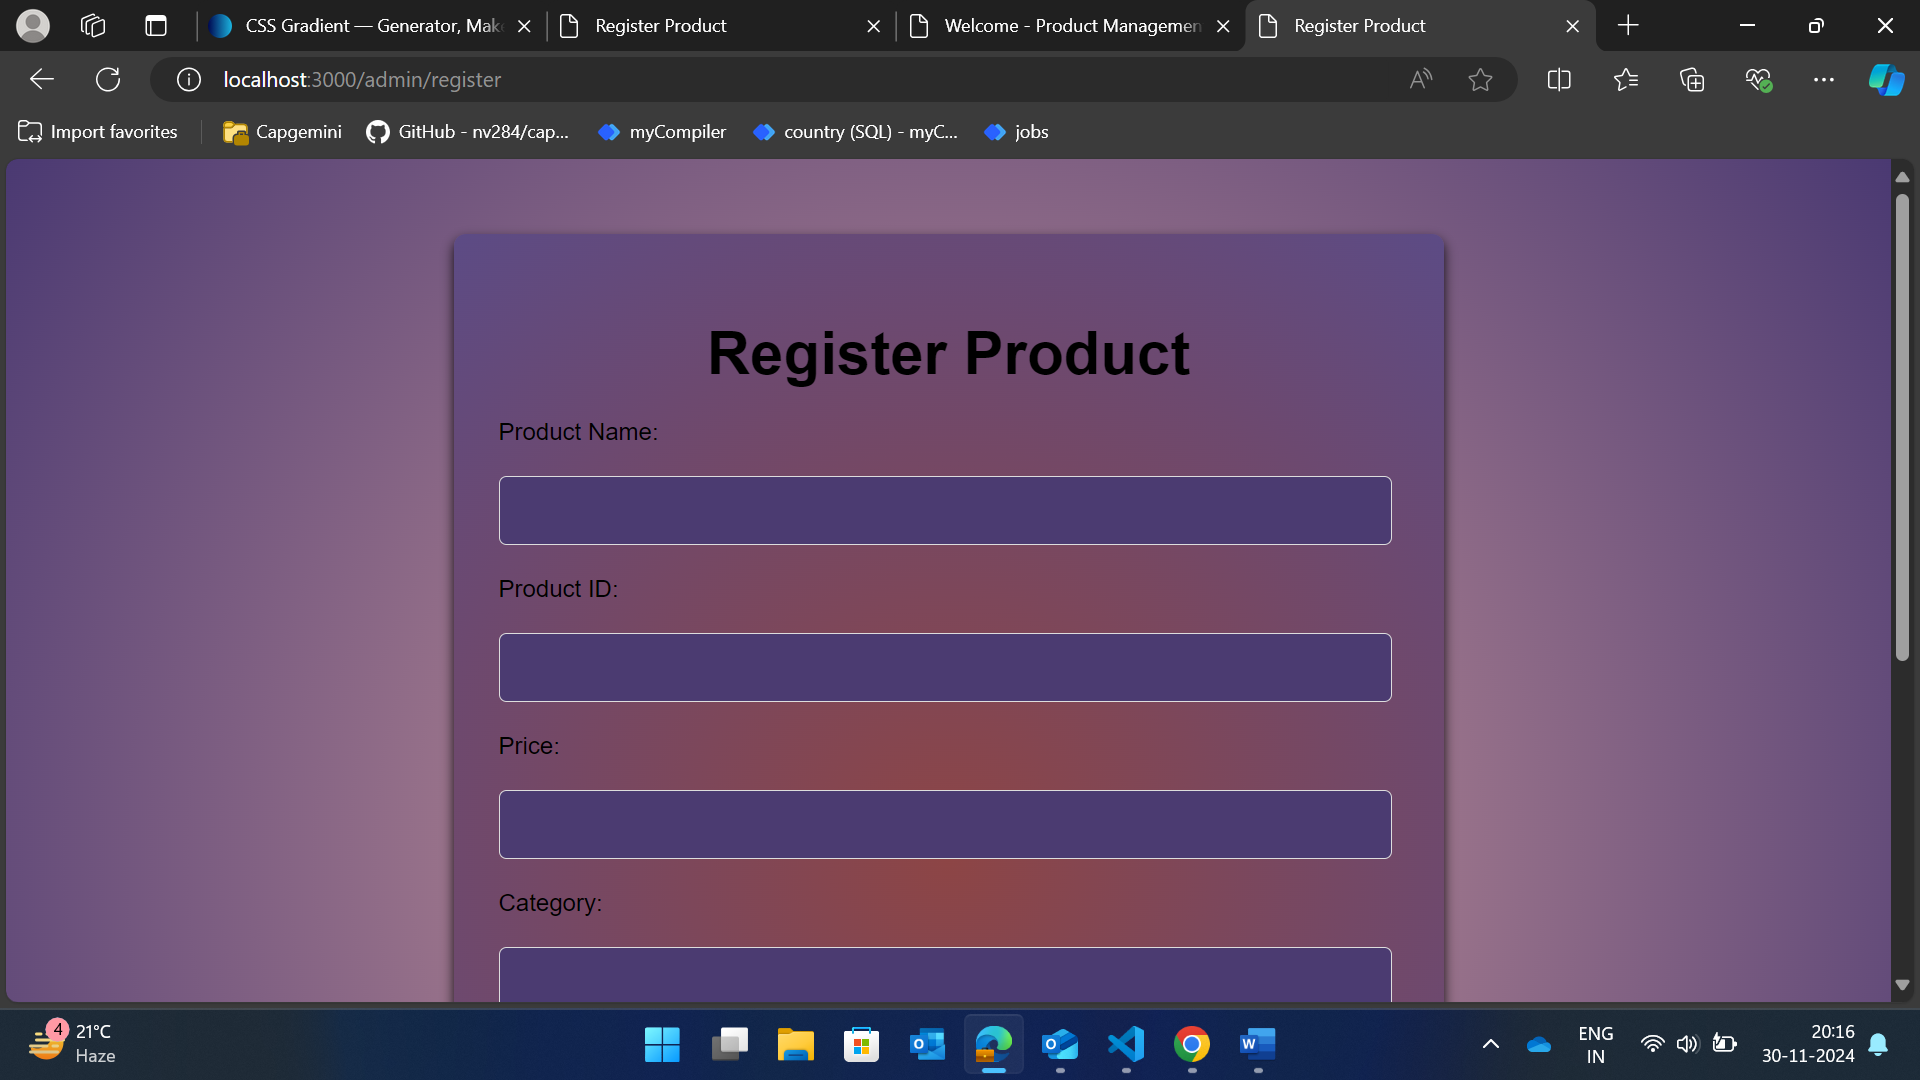 CSS Gradient — Generator, Mak
Register Product
Welcome - Product Managemen
Register Product
localhost:3000/admin/register
Import favorites
Capgemini
GitHub - nv284/cap...
myCompiler
country (SQL) - myC...
jobs
Register Product
Product Name:
Product ID:
Price:
Category:
4
21°C
Haze
ENG
IN
20:16
30-11-2024